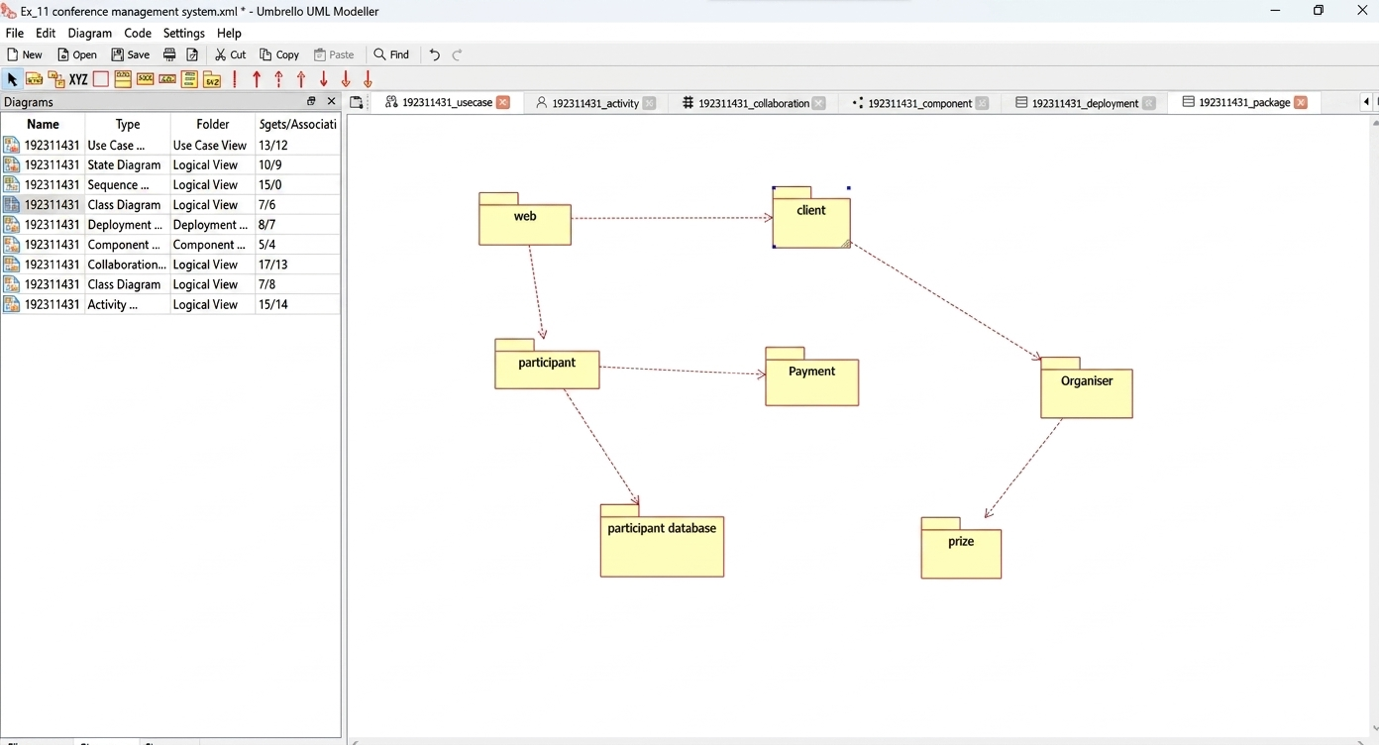 Ex_11 conference management system.xml * - Umbrello UML Modeller
File Edit Diagram Code Settings Help
New Open Save Cut Copy Paste Find
XYZ
Diagrams
192311431_usecase 192311431_activity 192311431_collaboration 192311431_component 192311431_deployment 192311431_package
Name Type Folder Sgets/Associati
192311431 Use Case ... Use Case View 13/12
192311431 State Diagram Logical View 10/9
192311431 Sequence ... Logical View 15/0
192311431 Class Diagram Logical View 7/6
192311431 Deployment ... Deployment ... 8/7
192311431 Component ... Component ... 5/4
192311431 Collaboration... Logical View 17/13
192311431 Class Diagram Logical View 7/8
192311431 Activity ... Logical View 15/14
web
client
participant
Payment
Organiser
participant database
prize